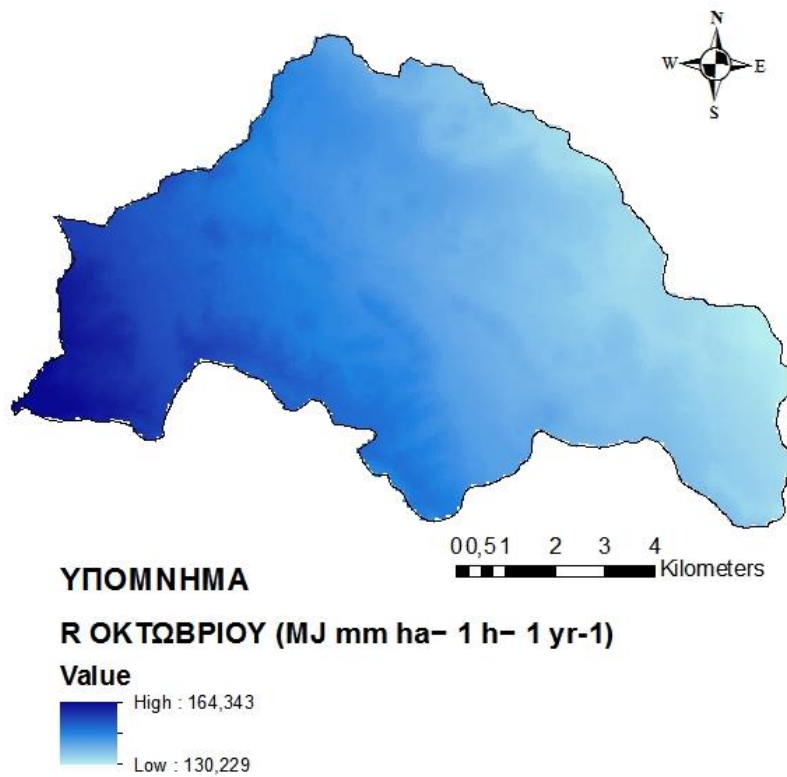 N
W E
S
0 0,5 1 2 3 4
Kilometers
ΥΠΟΜΝΗΜΑ
R ΟΚΤΩΒΡΙΟΥ (MJ mm ha− 1 h− 1 yr-1)
Value
High : 164,343
Low : 130,229